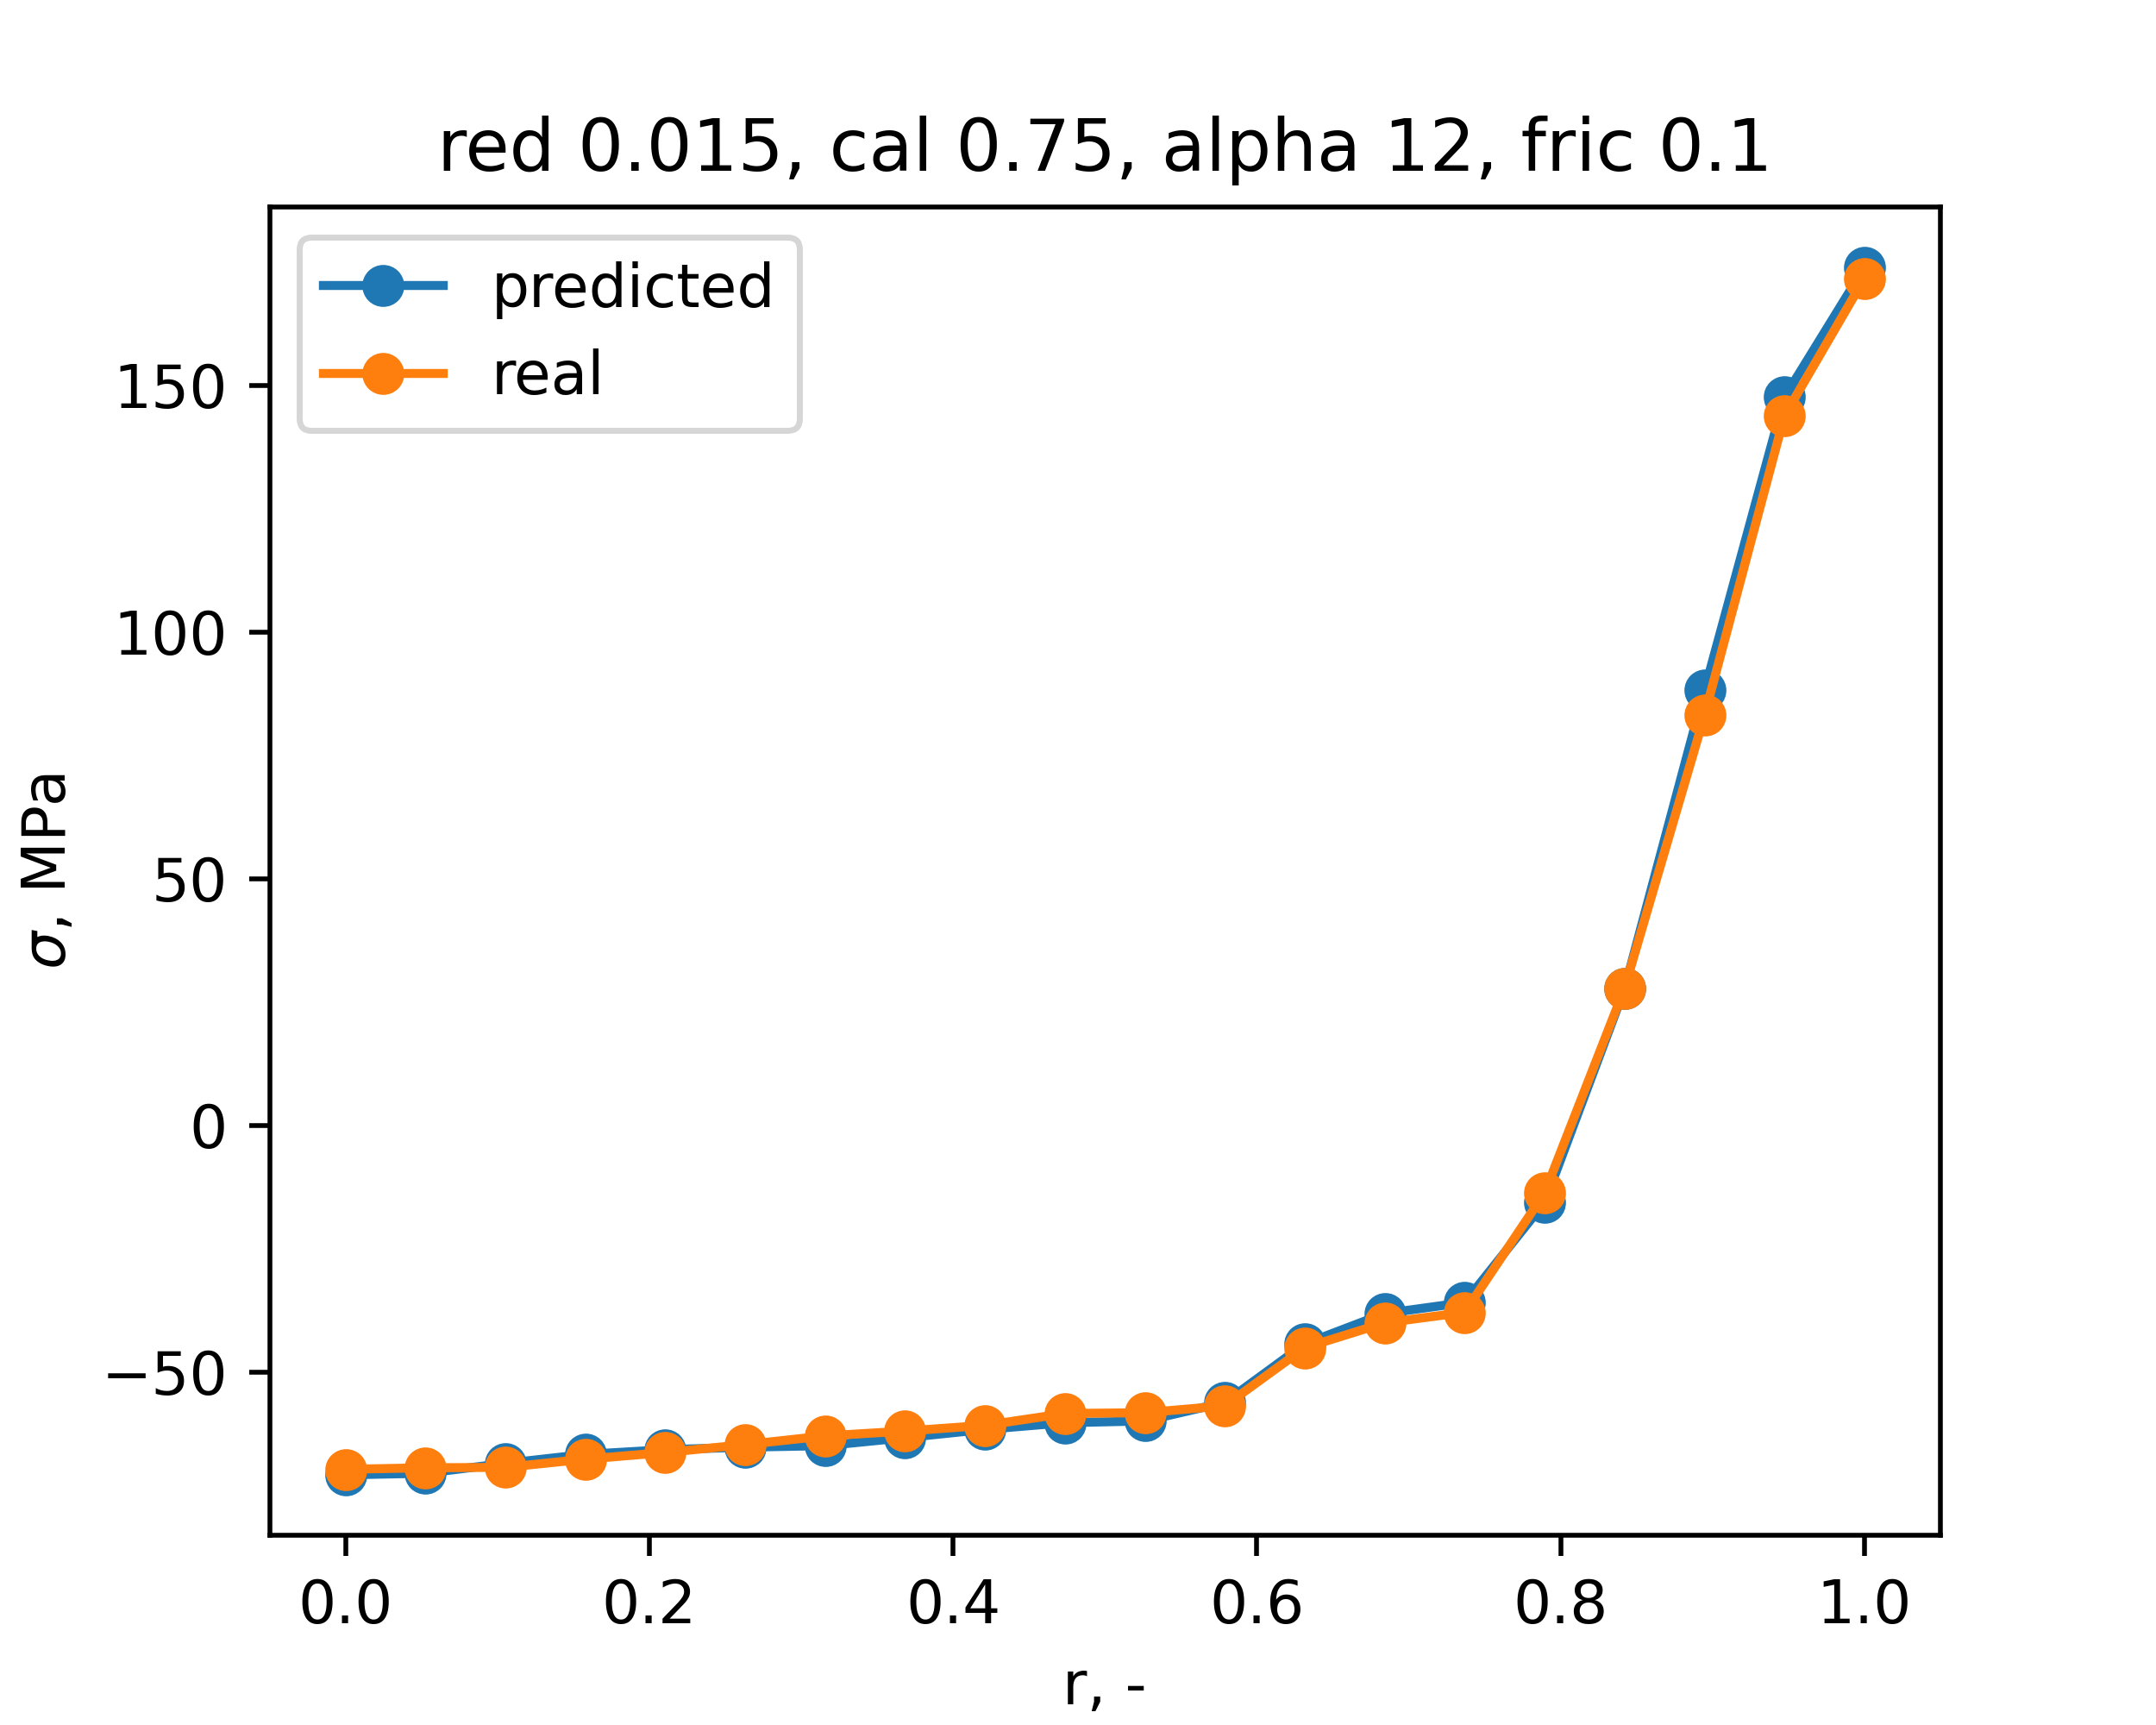 red 0.015, cal 0.75, alpha 12, fric 0.1
predicted
real
150
100
50
0
−50
σ, MPa
0.0 0.2 0.4 0.6 0.8 1.0
r, -